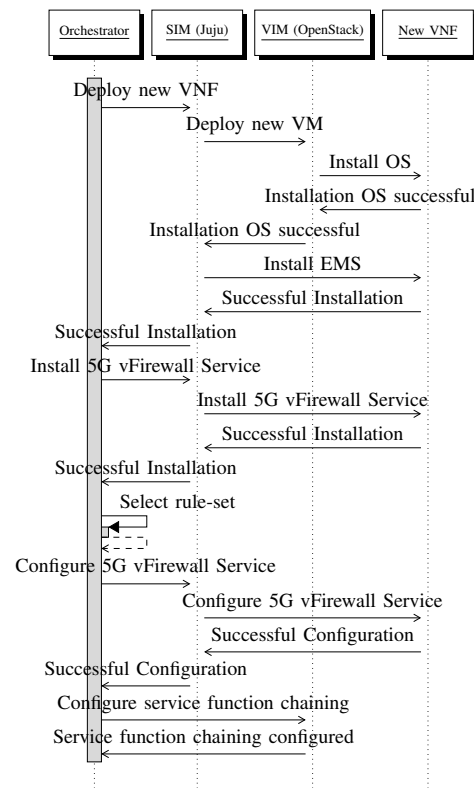 Orchestrator
SIM (Juju)
VIM (OpenStack)
New VNF
Deploy new VNF
Deploy new VM
Install OS
Installation OS successful
Installation OS successful
Install EMS
Successful Installation
Successful Installation
Install 5G vFirewall Service
Install 5G vFirewall Service
Successful Installation
Successful Installation
Select rule-set
Configure 5G vFirewall Service
Configure 5G vFirewall Service
Successful Configuration
Successful Configuration
Configure service function chaining
Service function chaining configured